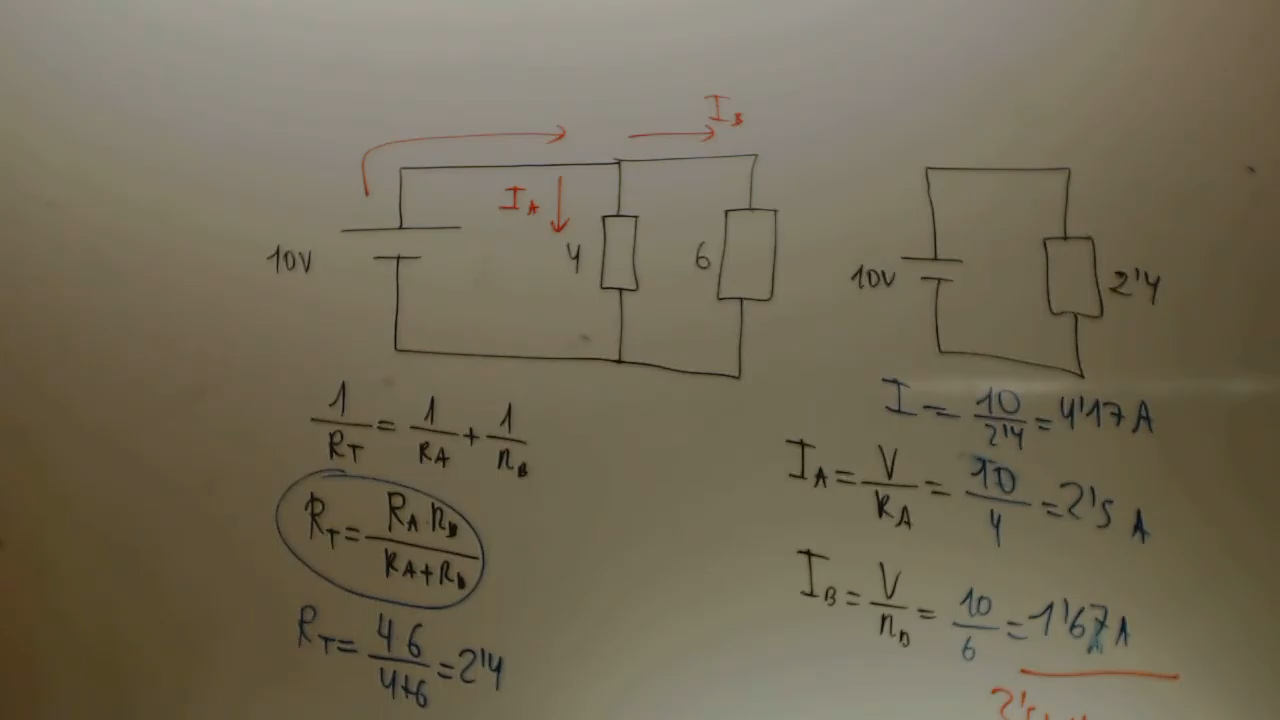 I_B
I_A
10V
4
6
10V
2'4
1/R_T = 1/R_A + 1/R_B
R_T = R_A · R_B / R_A + R_B
R_T = 4 6 / 4+6 = 2'4
I = 10 / 2'4 = 4'17 A
I_A = V / R_A = 10 / 4 = 2'5 A
I_B = V / R_B = 10 / 6 = 1'67 A